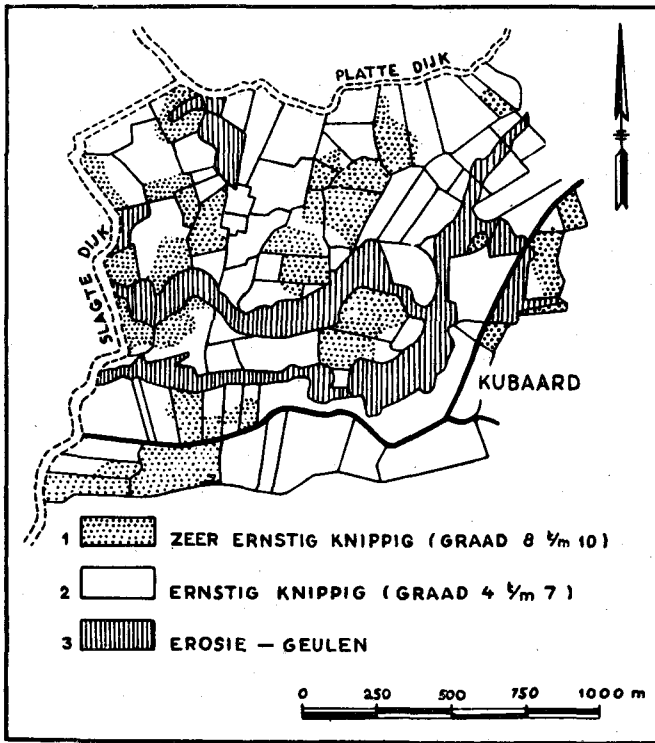 PLATTE DIJK
SLAGTE DIJK
KUBAARD
1 ZEER ERNSTIG KNIPPIG (GRAAD 8 t/m 10)
2 ERNSTIG KNIPPIG (GRAAD 4 t/m 7)
3 EROSIE — GEULEN
0 250 500 750 1000 m